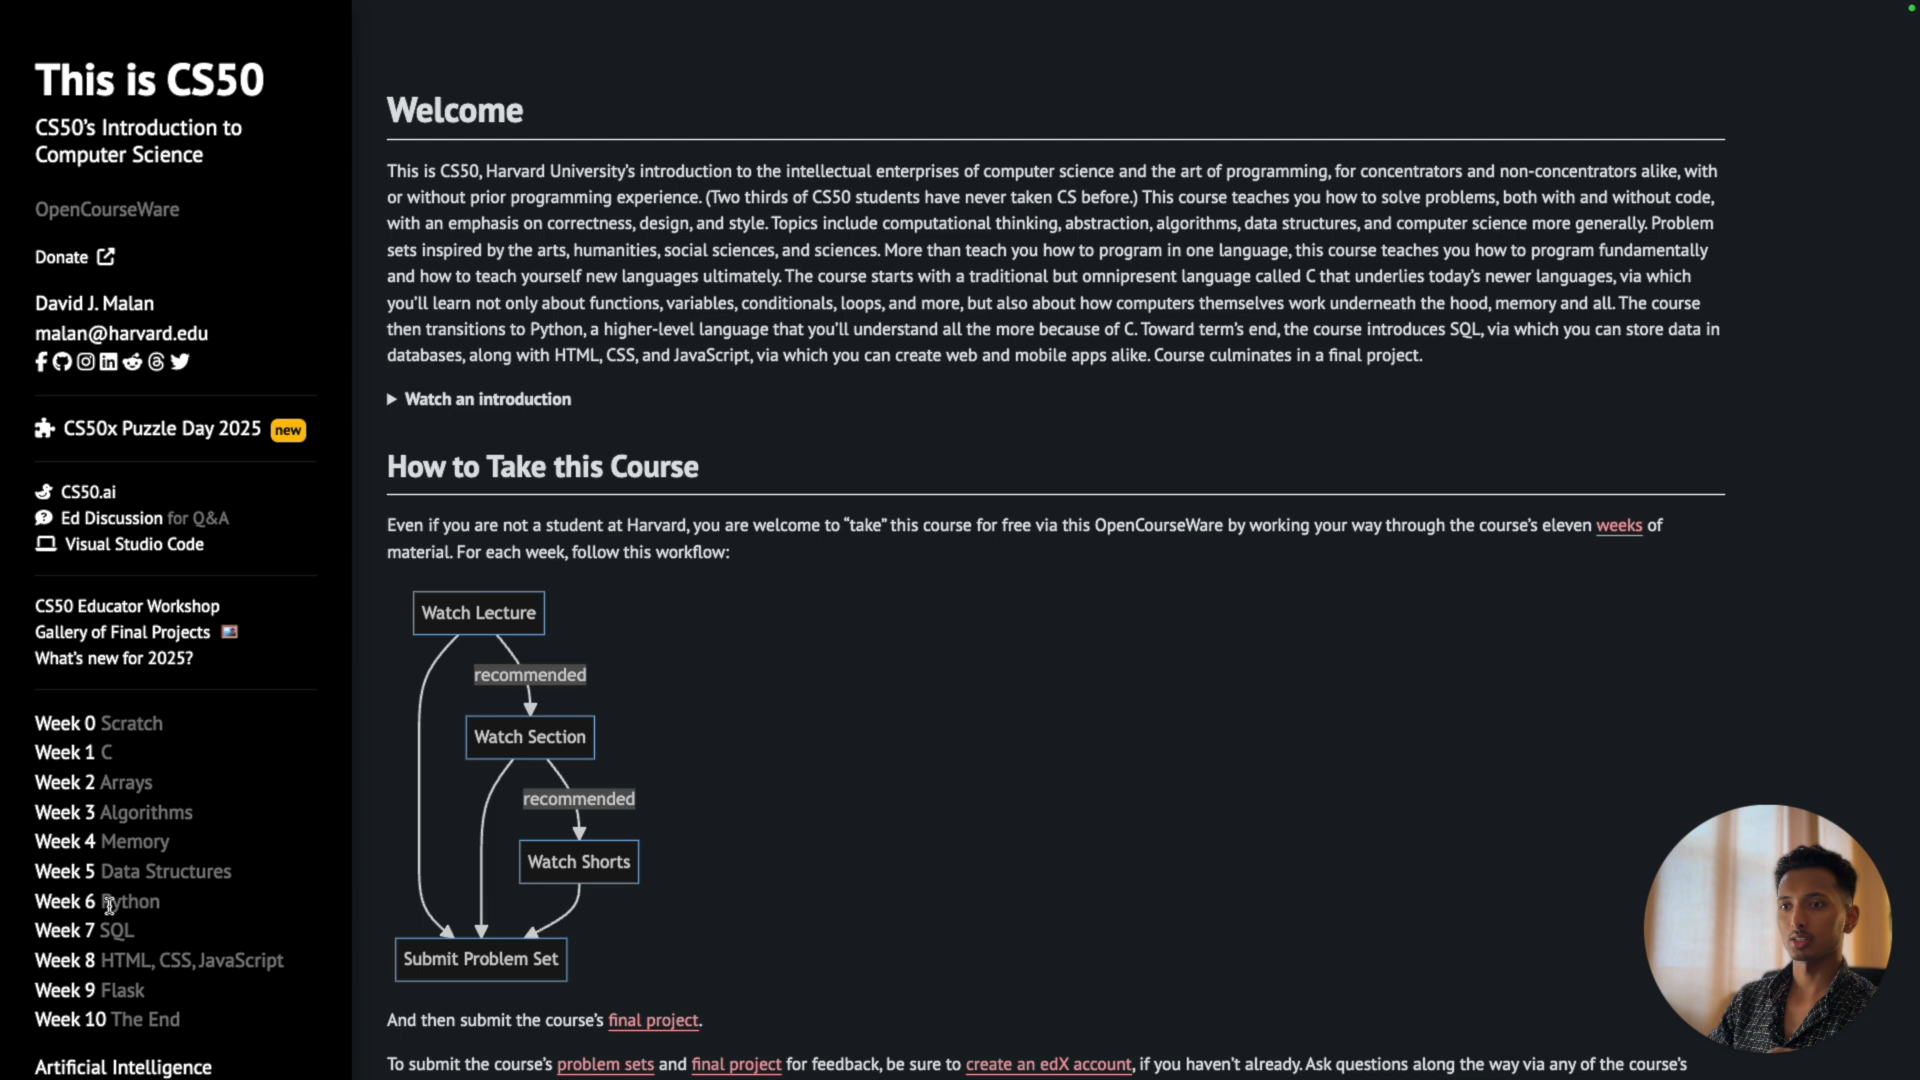 This is CS50
CS50's Introduction to
Computer Science
OpenCourseWare
Donate
David J. Malan
malan@harvard.edu
CS50x Puzzle Day 2025 new
CS50.ai
Ed Discussion for Q&A
Visual Studio Code
CS50 Educator Workshop
Gallery of Final Projects
What's new for 2025?
Week 0 Scratch
Week 1 C
Week 2 Arrays
Week 3 Algorithms
Week 4 Memory
Week 5 Data Structures
Week 6 Python
Week 7 SQL
Week 8 HTML, CSS, JavaScript
Week 9 Flask
Week 10 The End
Artificial Intelligence
Welcome
This is CS50, Harvard University's introduction to the intellectual enterprises of computer science and the art of programming, for concentrators and non-concentrators alike, with
or without prior programming experience. (Two thirds of CS50 students have never taken CS before.) This course teaches you how to solve problems, both with and without code,
with an emphasis on correctness, design, and style. Topics include computational thinking, abstraction, algorithms, data structures, and computer science more generally. Problem
sets inspired by the arts, humanities, social sciences, and sciences. More than teach you how to program in one language, this course teaches you how to program fundamentally
and how to teach yourself new languages ultimately. The course starts with a traditional but omnipresent language called C that underlies today's newer languages, via which
you'll learn not only about functions, variables, conditionals, loops, and more, but also about how computers themselves work underneath the hood, memory and all. The course
then transitions to Python, a higher-level language that you'll understand all the more because of C. Toward term's end, the course introduces SQL, via which you can store data in
databases, along with HTML, CSS, and JavaScript, via which you can create web and mobile apps alike. Course culminates in a final project.
Watch an introduction
How to Take this Course
Even if you are not a student at Harvard, you are welcome to “take” this course for free via this OpenCourseWare by working your way through the course's eleven weeks of
material. For each week, follow this workflow:
Watch Lecture
recommended
Watch Section
recommended
Watch Shorts
Submit Problem Set
And then submit the course's final project.
To submit the course's problem sets and final project for feedback, be sure to create an edX account, if you haven't already. Ask questions along the way via any of the course's